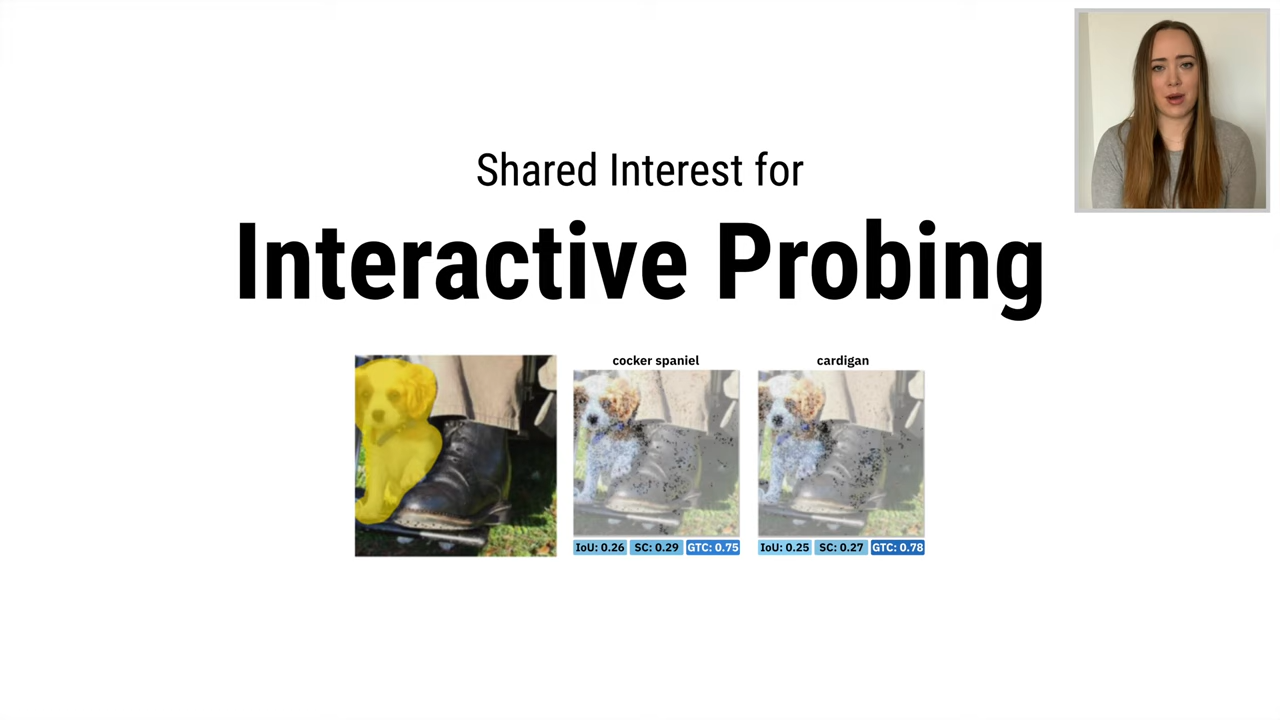 Shared Interest for
Interactive Probing
cocker spaniel
cardigan
IoU: 0.26 SC: 0.29 GTC: 0.75
IoU: 0.25 SC: 0.27 GTC: 0.78